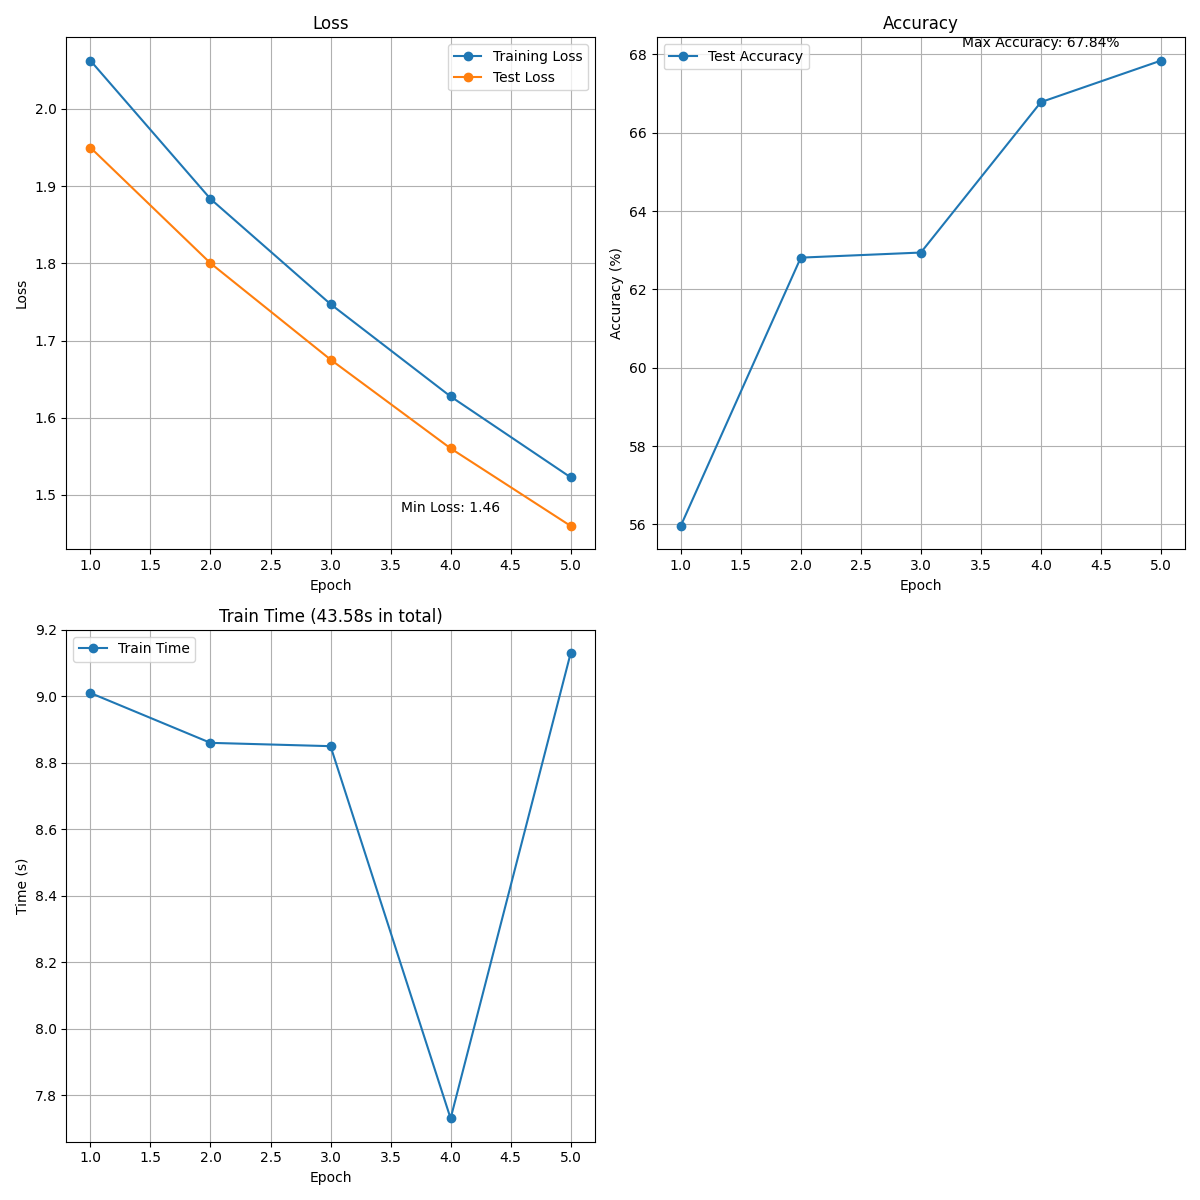 Loss
Training Loss
Test Loss
2.0
1.9
1.8
1.7
1.6
1.5
Loss
Min Loss: 1.46
1.0 1.5 2.0 2.5 3.0 3.5 4.0 4.5 5.0
Epoch
Accuracy
Max Accuracy: 67.84%
Test Accuracy
68
66
64
62
60
58
56
Accuracy (%)
1.0 1.5 2.0 2.5 3.0 3.5 4.0 4.5 5.0
Epoch
Train Time (43.58s in total)
Train Time
9.2
9.0
8.8
8.6
8.4
8.2
8.0
7.8
Time (s)
1.0 1.5 2.0 2.5 3.0 3.5 4.0 4.5 5.0
Epoch